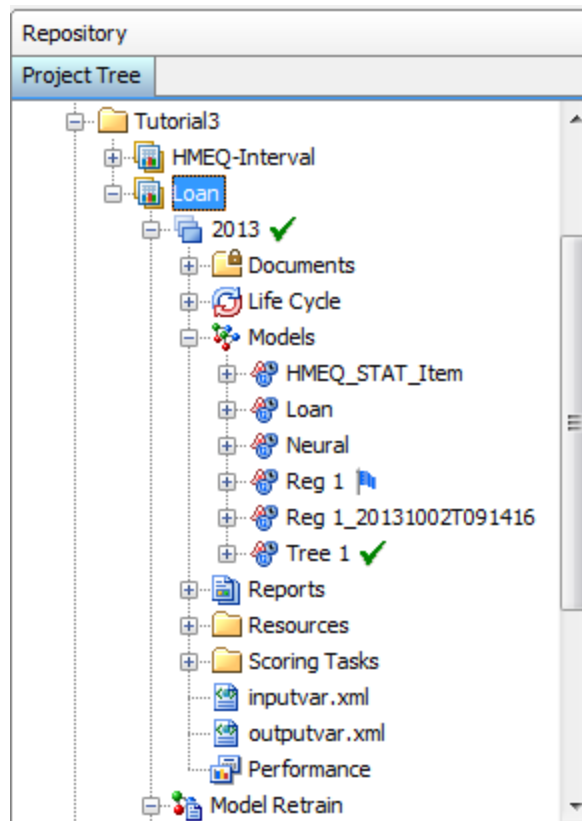 Repository
Project Tree
Tutorial3
HMEQ-Interval
Loan
2013
Documents
Life Cycle
Models
HMEQ_STAT_Item
Loan
Neural
Reg 1
Reg 1_20131002T091416
Tree 1
Reports
Resources
Scoring Tasks
inputvar.xml
outputvar.xml
Performance
Model Retrain